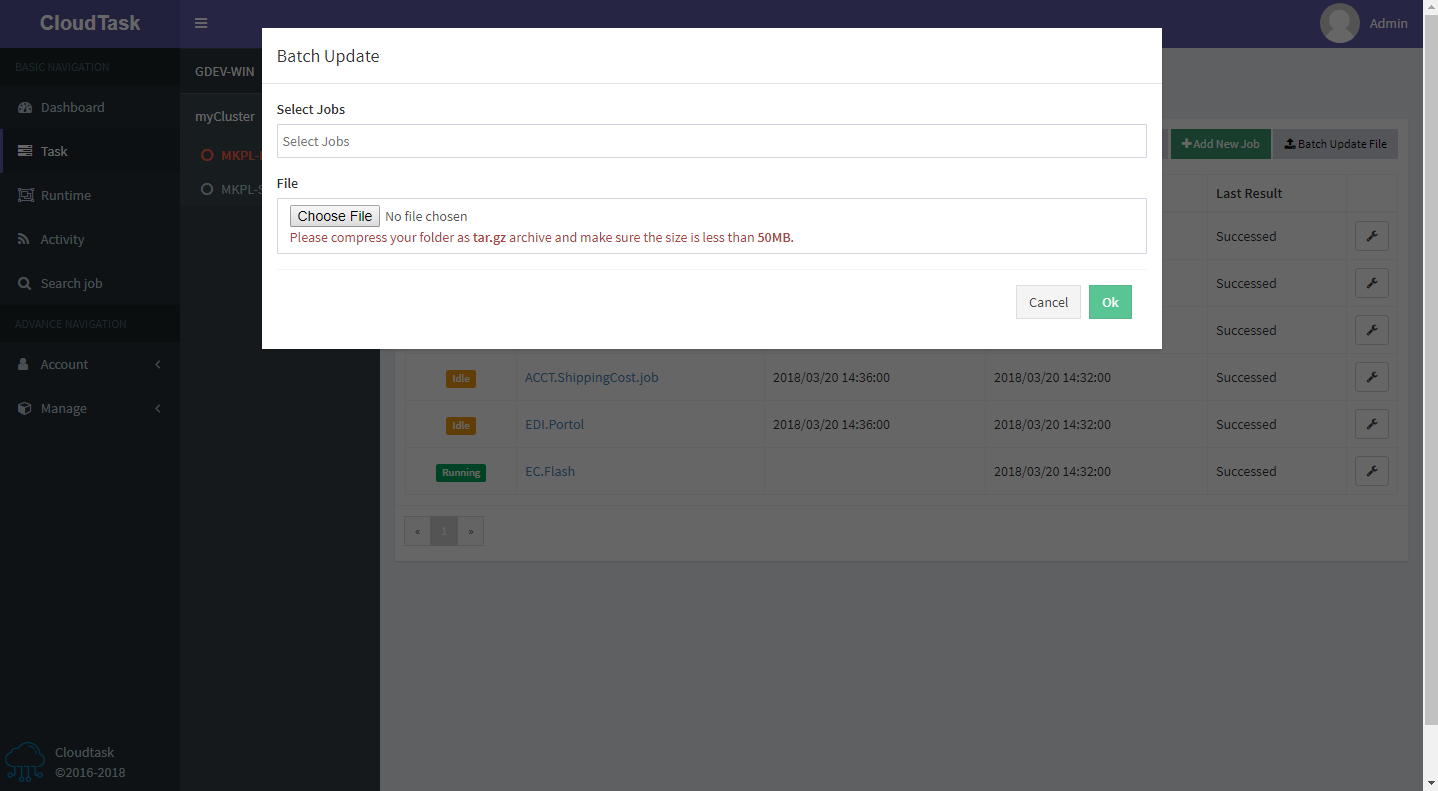 CloudTask
Admin
BASIC NAVIGATION
Dashboard
Task
Runtime
Activity
Search job
ADVANCE NAVIGATION
Account
Manage
Cloudtask
©2016-2018
GDEV-WIN
myCluster
MKPL-
MKPL-S
Batch Update
Select Jobs
Select Jobs
File
Choose File No file chosen
Please compress your folder as tar.gz archive and make sure the size is less than 50MB.
Cancel Ok
Add New Job Batch Update File
Last Result
Successed
Successed
Successed
Idle ACCT.ShippingCost.job 2018/03/20 14:36:00 2018/03/20 14:32:00 Successed
Idle EDI.Portol 2018/03/20 14:36:00 2018/03/20 14:32:00 Successed
Running EC.Flash 2018/03/20 14:32:00 Successed
« 1 »